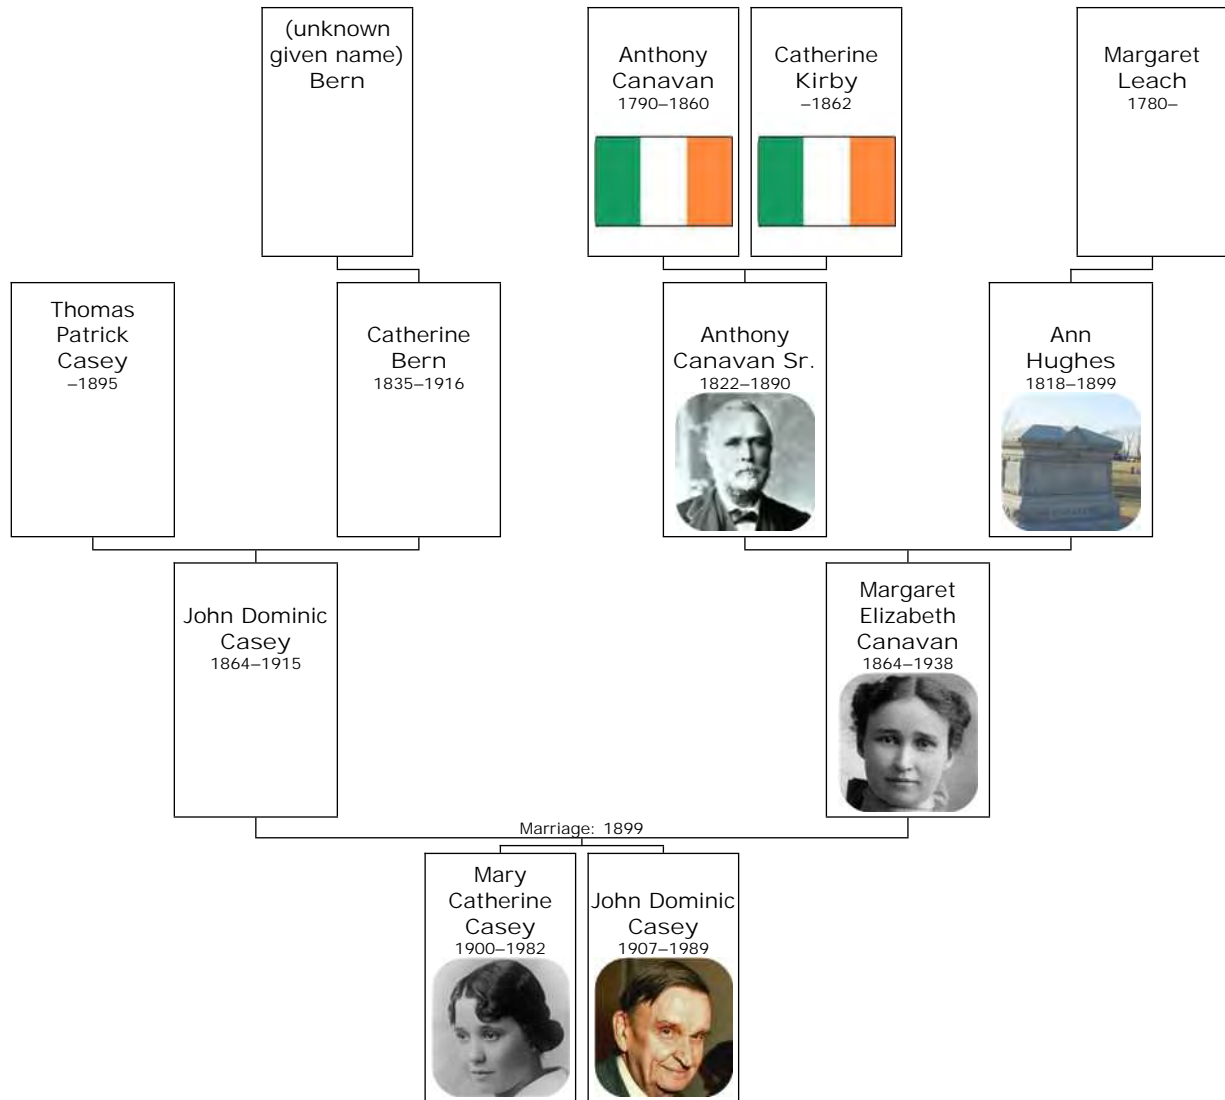 (unknown
given name)
Bern
Anthony
Canavan
1790–1860
Catherine
Kirby
–1862
Margaret
Leach
1780–
Thomas
Patrick
Casey
–1895
Catherine
Bern
1835–1916
Anthony
Canavan Sr.
1822–1890
Ann
Hughes
1818–1899
John Dominic
Casey
1864–1915
Margaret
Elizabeth
Canavan
1864–1938
Marriage: 1899
Mary
Catherine
Casey
1900–1982
John Dominic
Casey
1907–1989